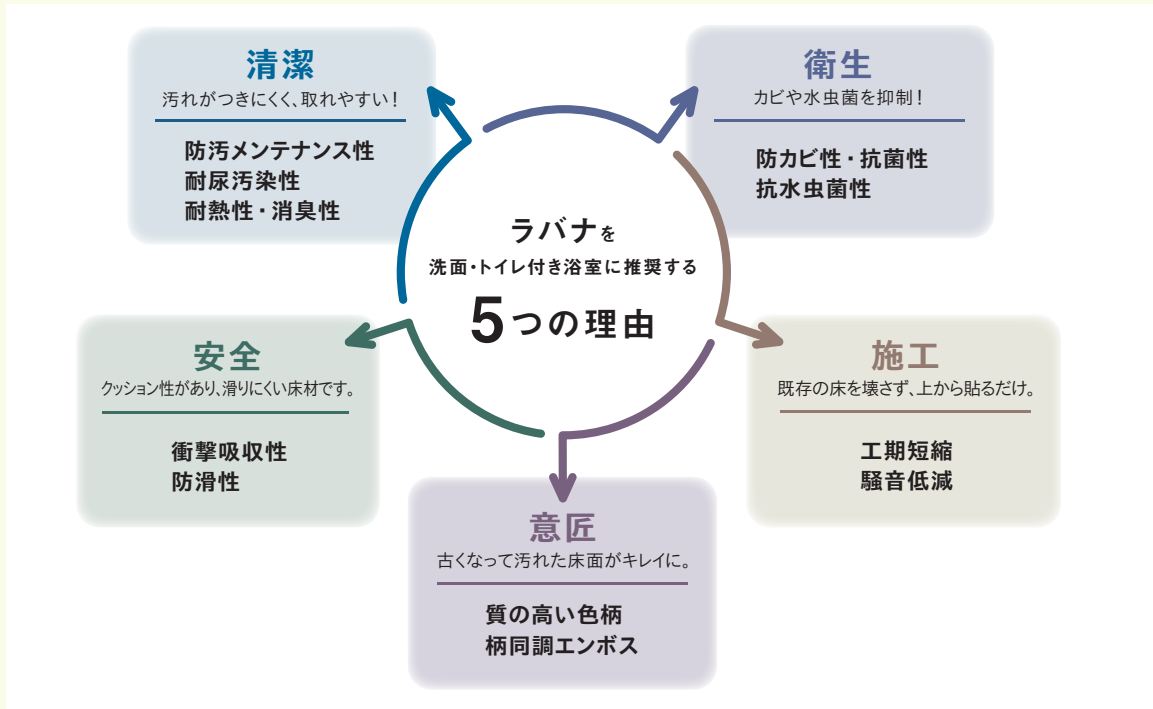 清潔
汚れがつきにくく、取れやすい！
防汚メンテナンス性
耐尿汚染性
耐熱性・消臭性
衛生
カビや水虫菌を抑制！
防カビ性・抗菌性
抗水虫菌性
ラバナを
洗面・トイレ付き浴室に推奨する
5つの理由
安全
クッション性があり、滑りにくい床材です。
衝撃吸収性
防滑性
施工
既存の床を壊さず、上から貼るだけ。
工期短縮
騒音低減
意匠
古くなって汚れた床面がキレイに。
質の高い色柄
柄同調エンボス